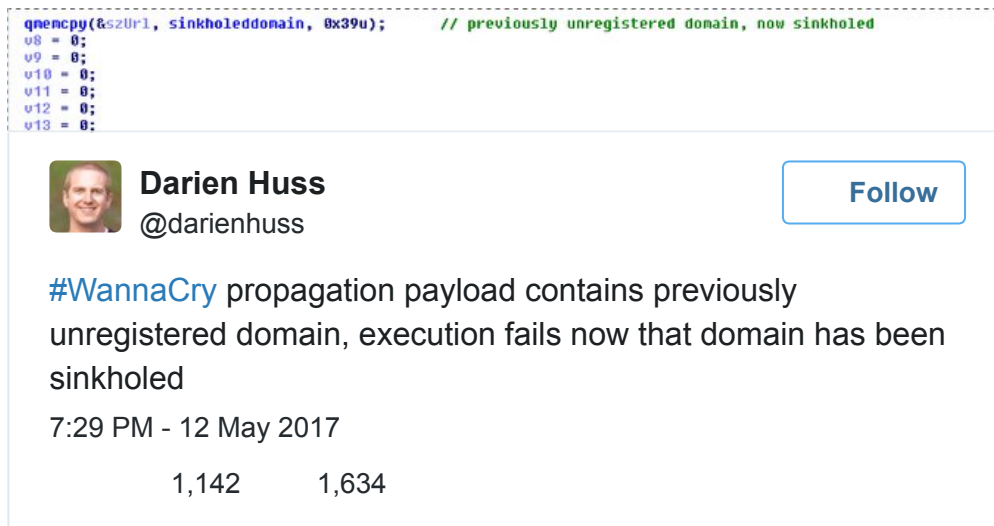 qmemcpy(&szUrl, sinkholeddomain, 0x39u);      // previously unregistered domain, now sinkholed
v8 = 0;
v9 = 0;
v10 = 0;
v11 = 0;
v12 = 0;
v13 = 0;
Darien Huss
@darienhuss
Follow
#WannaCry propagation payload contains previously
unregistered domain, execution fails now that domain has been
sinkholed
7:29 PM - 12 May 2017
1,142 1,634